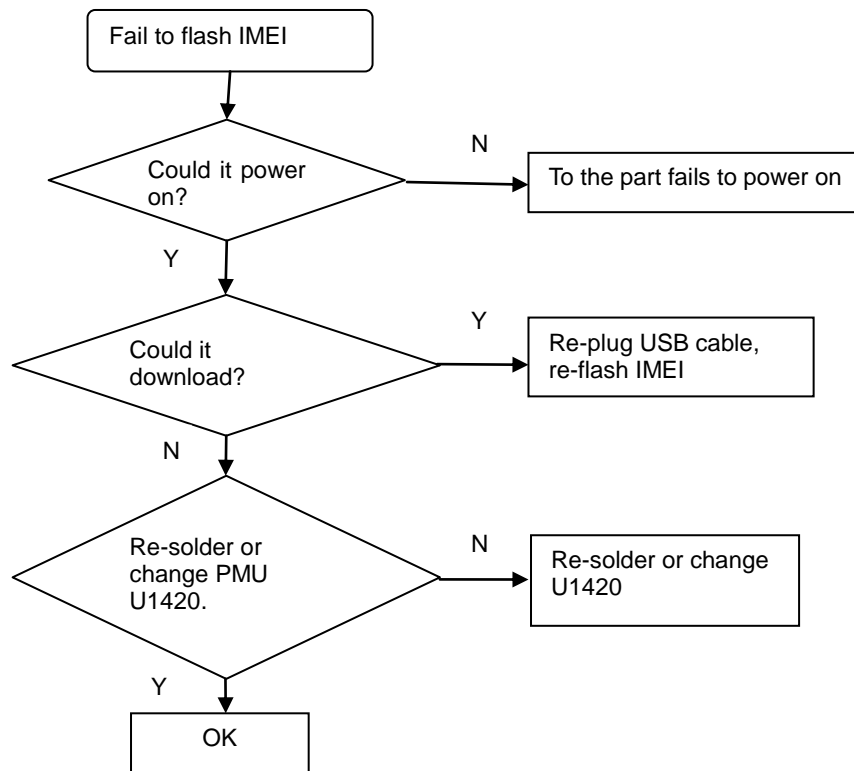 Fail to flash IMEI
N
Could it power
on?
To the part fails to power on
Y
Y
Could it
download?
Re-plug USB cable,
re-flash IMEI
N
Re-solder or
change PMU
U1420.
N
Re-solder or change
U1420
Y
OK